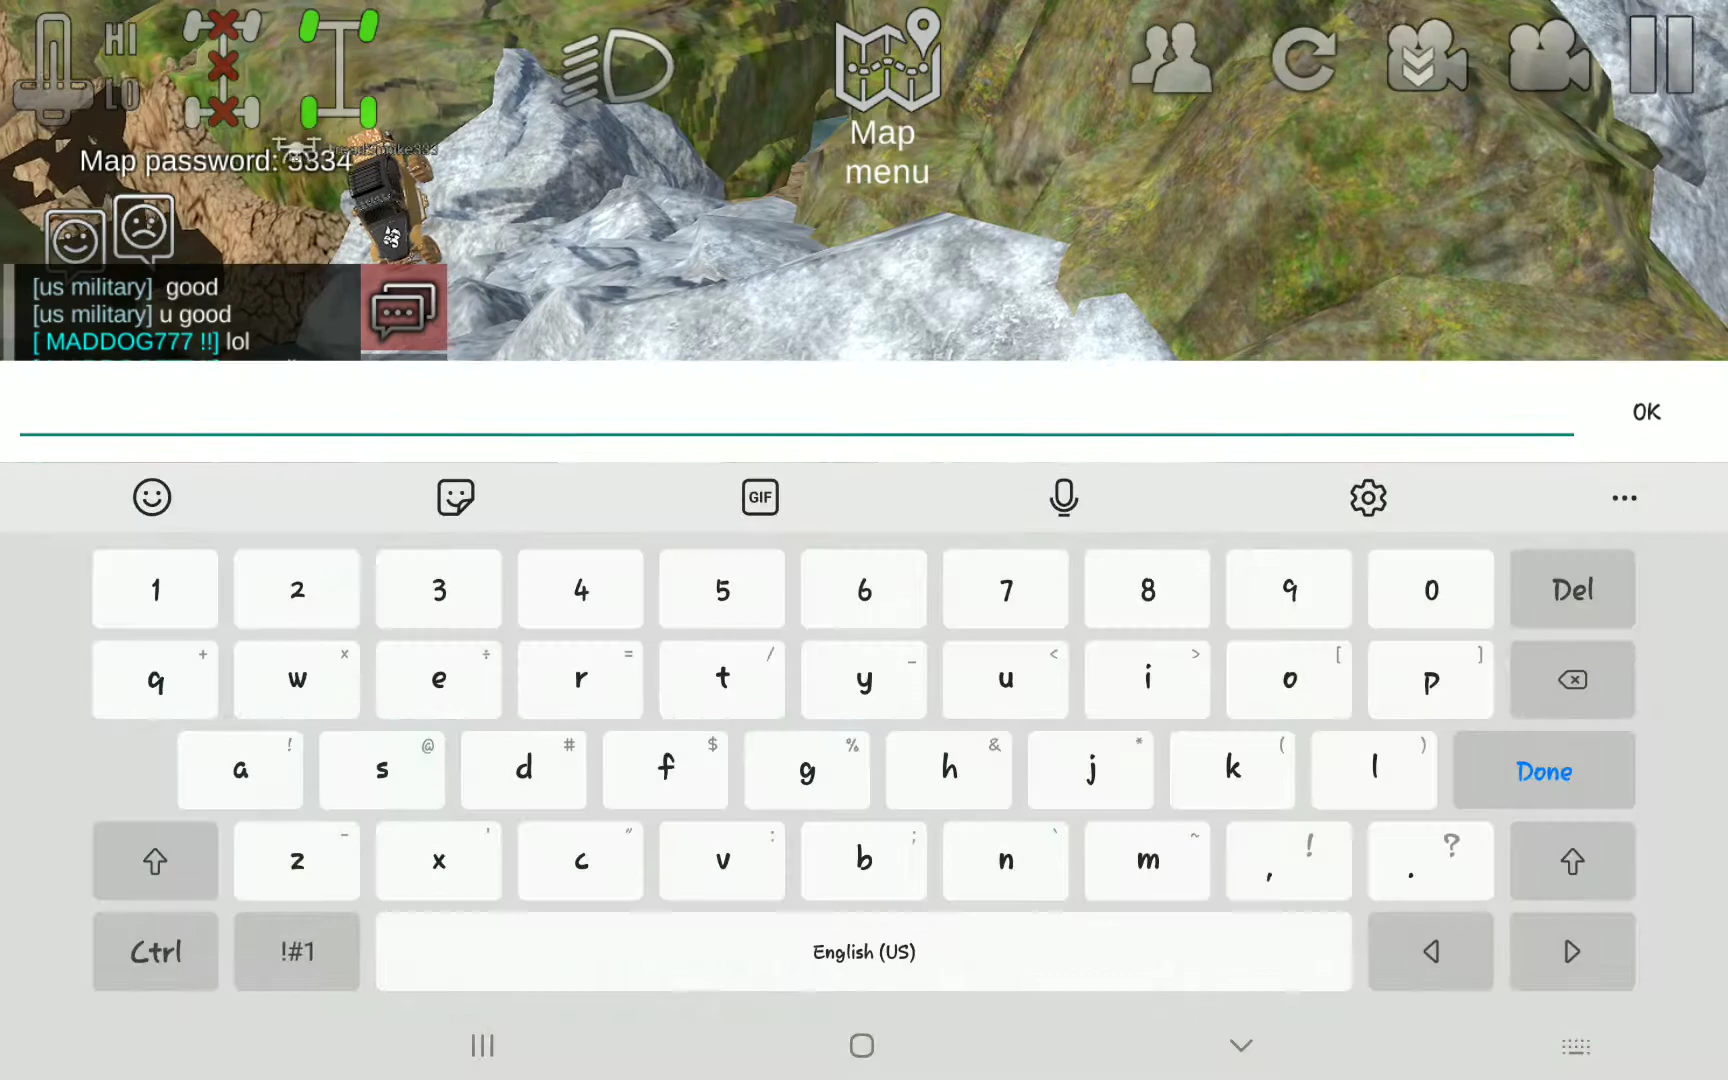 HI
LO
Map password: 9334
Map
menu
[us military] good
[us military] u good
[ MADDOG777 !!] lol
OK
GIF
1 2 3 4 5 6 7 8 9 0 Del
q + w × e ÷ r = t / y _ u < i > o [ p ]
a ! s @ d # f $ g % h & j * k ( l ) Done
z - x ' c " v : b ; n ` m ~ , ! . ?
Ctrl !#1 English (US)